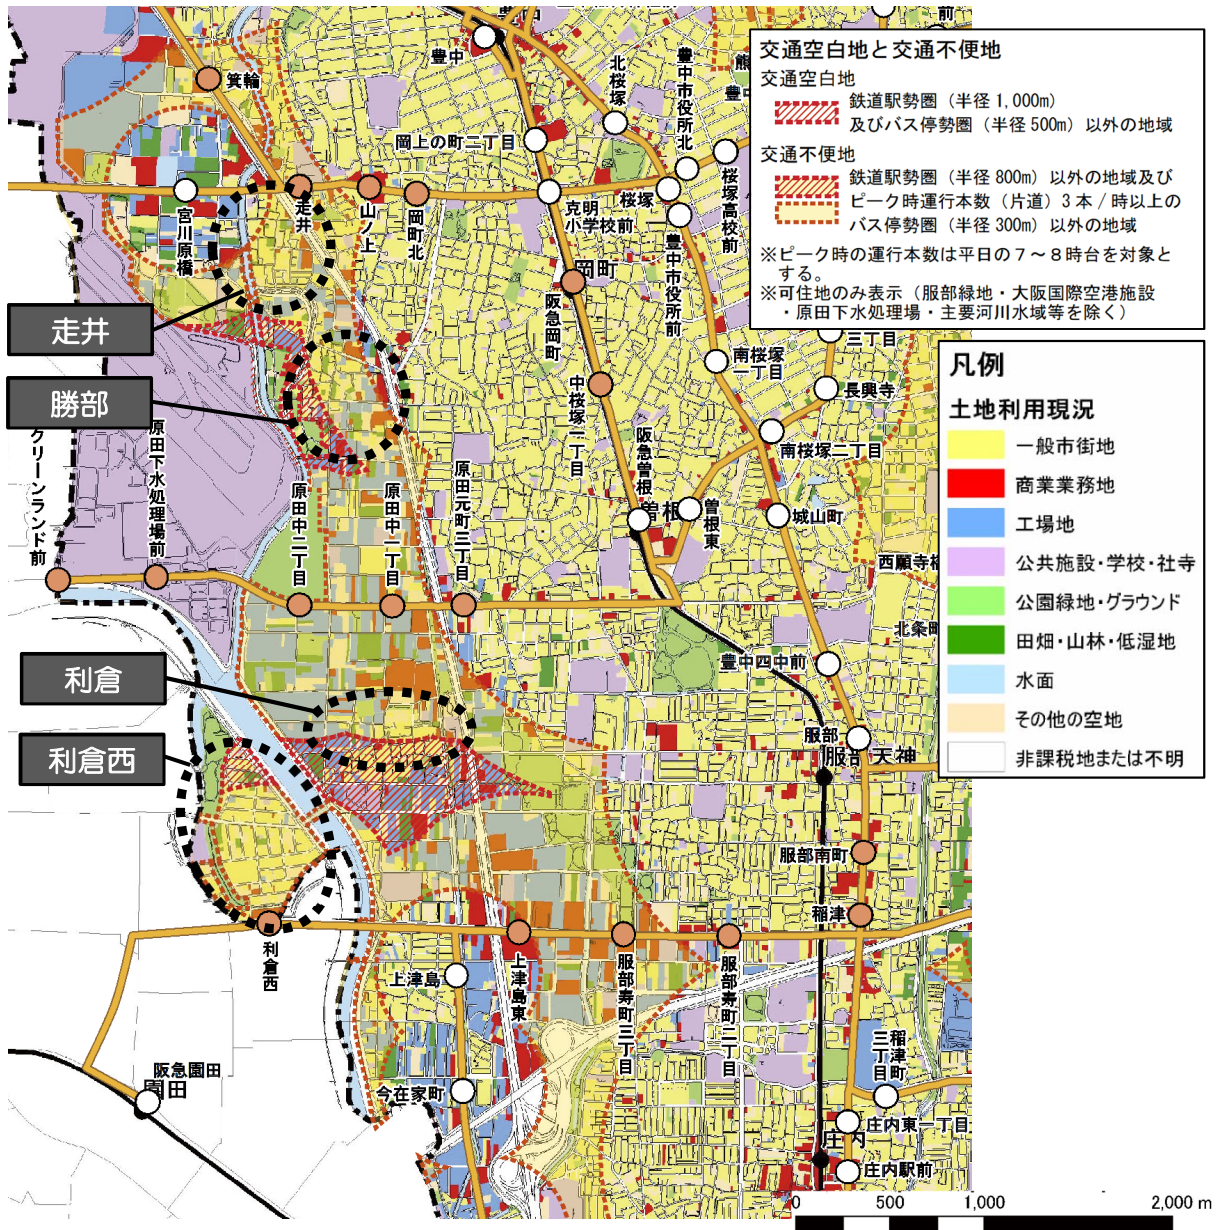 交通空白地と交通不便地
交通空白地
鉄道駅勢圏（半径1,000m）
及びバス停勢圏（半径500m）以外の地域
交通不便地
鉄道駅勢圏（半径800m）以外の地域及び
ピーク時運行本数（片道）3本/時以上の
バス停勢圏（半径300m）以外の地域
※ピーク時の運行本数は平日の７～８時台を対象と
する。
※可住地のみ表示（服部緑地・大阪国際空港施設
・原田下水処理場・主要河川水域等を除く）
凡例
土地利用現況
一般市街地
商業業務地
工場地
公共施設･学校･社寺
公園緑地･グラウンド
田畑･山林･低湿地
水面
その他の空地
非課税地または不明
走井
勝部
利倉
利倉西
豊中
箕輪
北桜塚
豊中市役所北
岡上の町二丁目
宮川原橋
走井
山ノ上
岡町北
克明
小学校前
桜塚
桜塚高校前
豊中市役所前
岡町
阪急岡町
南桜塚
一丁目
三丁目
長興寺
中桜塚一丁目
南桜塚二丁目
阪急曽根
曽根
曽根東
城山町
西願寺橋
北条町
クリーンランド前
原田下水処理場前
原田中二丁目
原田中一丁目
原田元町三丁目
豊中四中前
服部
服部天神
服部南町
稲津
利倉西
上津島
上津島東
服部寿町三丁目
服部寿町二丁目
稲津町
三丁目
阪急園田
園田
今在家町
庄内東一丁目
庄内
庄内駅前
0
500
1,000
2,000 m